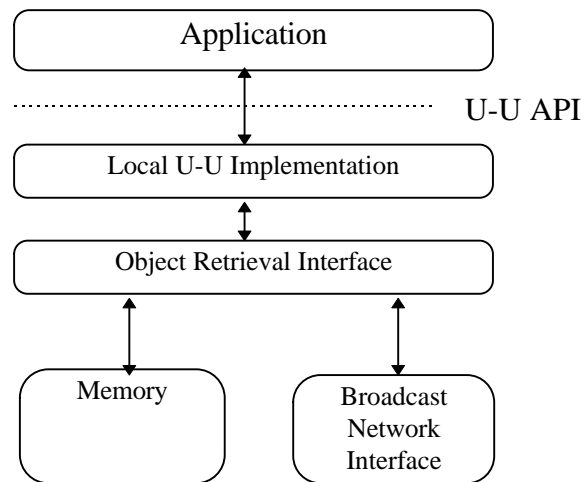 Application
U-U API
Local U-U Implementation
Object Retrieval Interface
Memory
Broadcast
Network
Interface